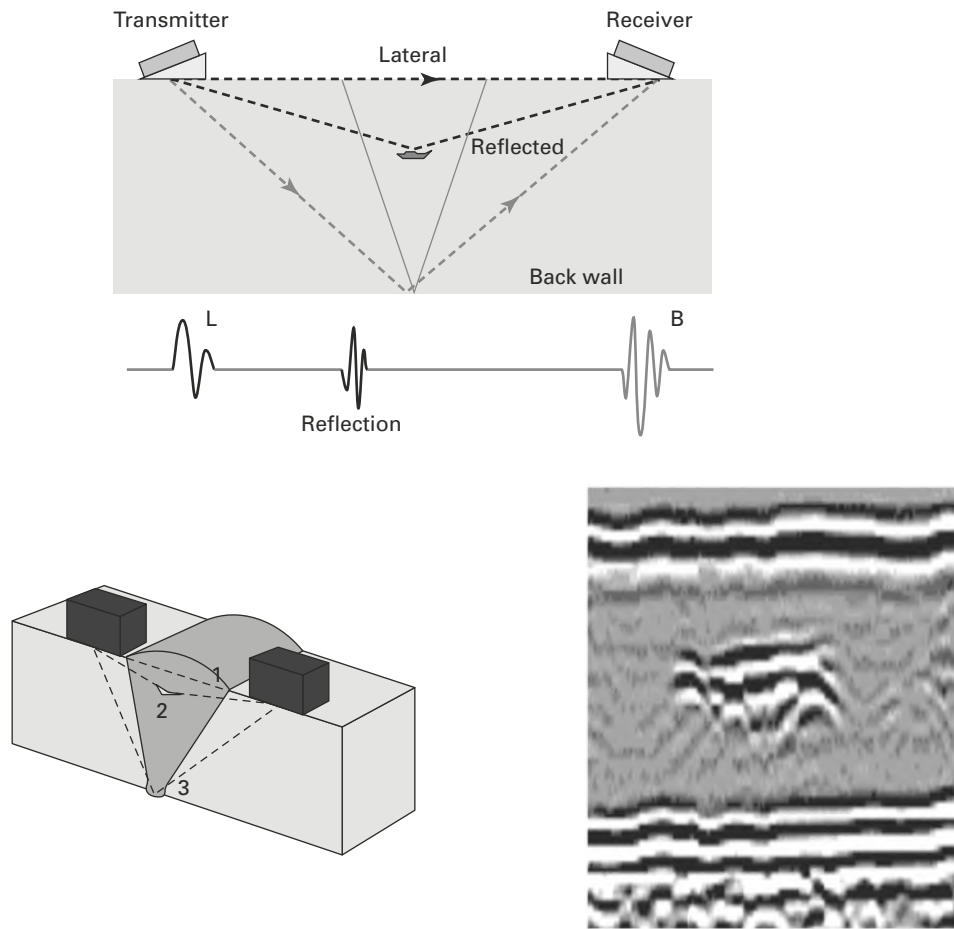 Transmitter
Receiver
Lateral
Reflected
Back wall
L
B
Reflection
1
2
3